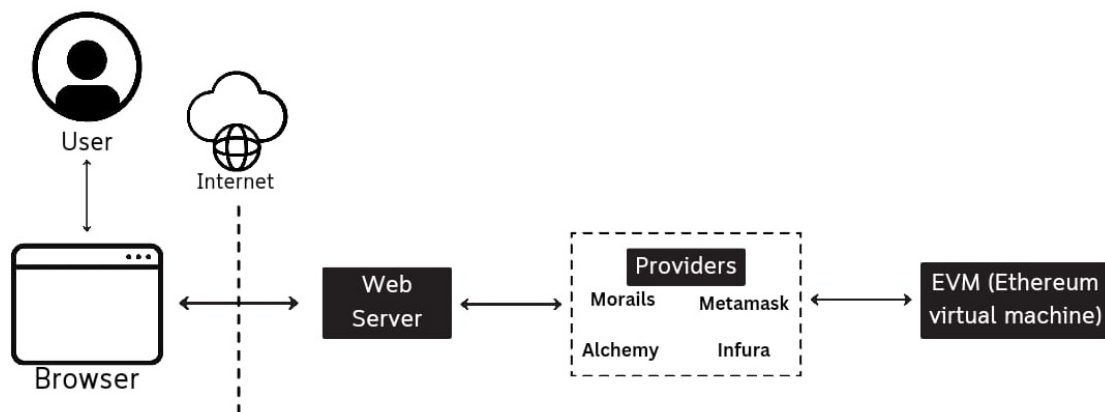 User
Internet
Browser
Web
Server
Providers
Morails
Metamask
Alchemy
Infura
EVM (Ethereum
virtual machine)